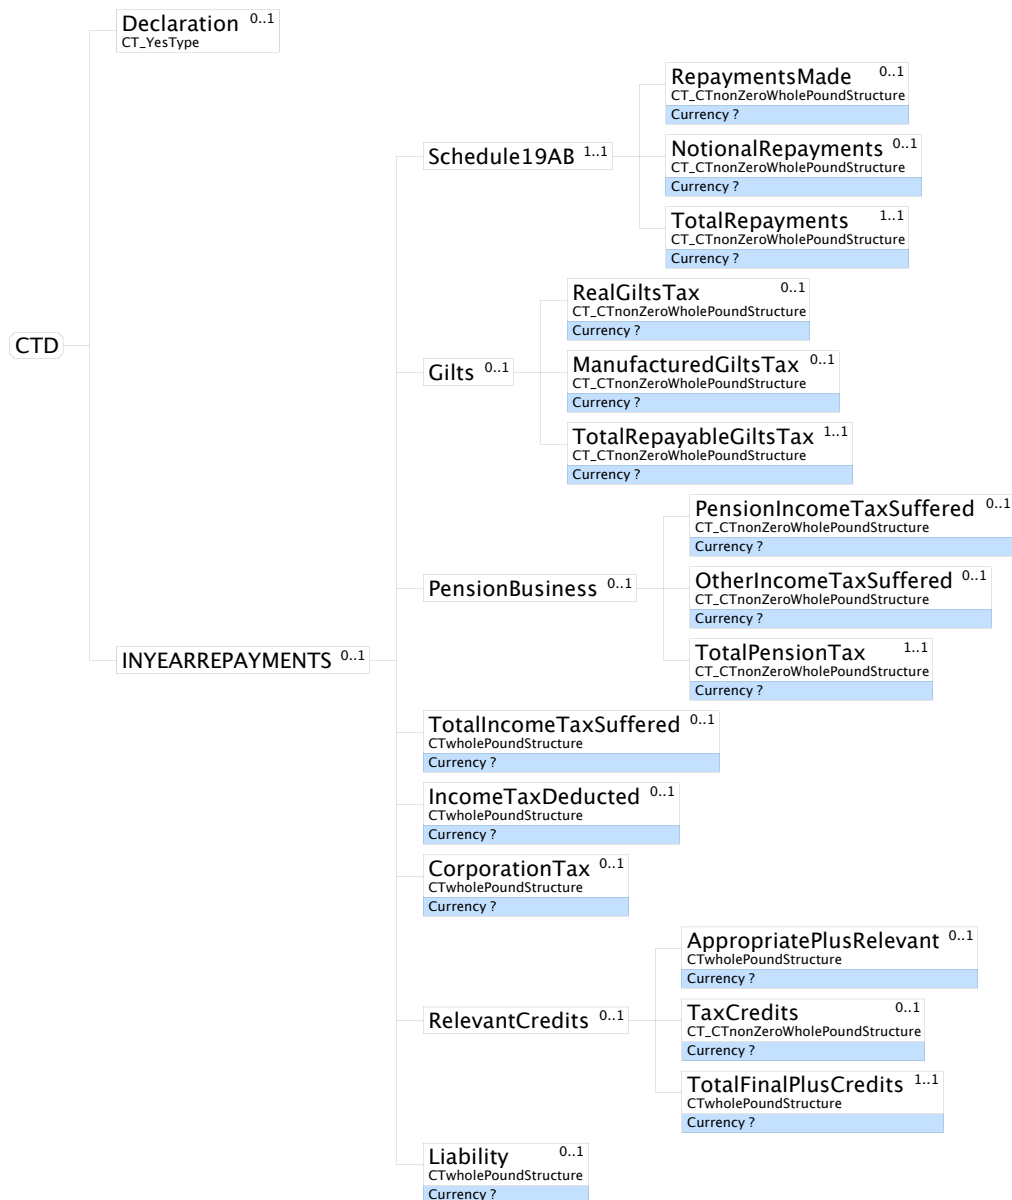 Declaration 0..1
CT_YesType
RepaymentsMade 0..1
CT_CTnonZeroWholePoundStructure
Currency ?
Schedule19AB 1..1
NotionalRepayments 0..1
CT_CTnonZeroWholePoundStructure
Currency ?
TotalRepayments 1..1
CT_CTnonZeroWholePoundStructure
Currency ?
RealGiltsTax 0..1
CT_CTnonZeroWholePoundStructure
Currency ?
CTD
Gilts 0..1
ManufacturedGiltsTax 0..1
CT_CTnonZeroWholePoundStructure
Currency ?
TotalRepayableGiltsTax 1..1
CT_CTnonZeroWholePoundStructure
Currency ?
PensionIncomeTaxSuffered 0..1
CT_CTnonZeroWholePoundStructure
Currency ?
PensionBusiness 0..1
OtherIncomeTaxSuffered 0..1
CT_CTnonZeroWholePoundStructure
Currency ?
TotalPensionTax 1..1
CT_CTnonZeroWholePoundStructure
Currency ?
INYEARREPAYMENTS 0..1
TotalIncomeTaxSuffered 0..1
CTwholePoundStructure
Currency ?
IncomeTaxDeducted 0..1
CTwholePoundStructure
Currency ?
CorporationTax 0..1
CTwholePoundStructure
Currency ?
AppropriatePlusRelevant 0..1
CTwholePoundStructure
Currency ?
RelevantCredits 0..1
TaxCredits 0..1
CT_CTnonZeroWholePoundStructure
Currency ?
TotalFinalPlusCredits 1..1
CTwholePoundStructure
Currency ?
Liability 0..1
CTwholePoundStructure
Currency ?